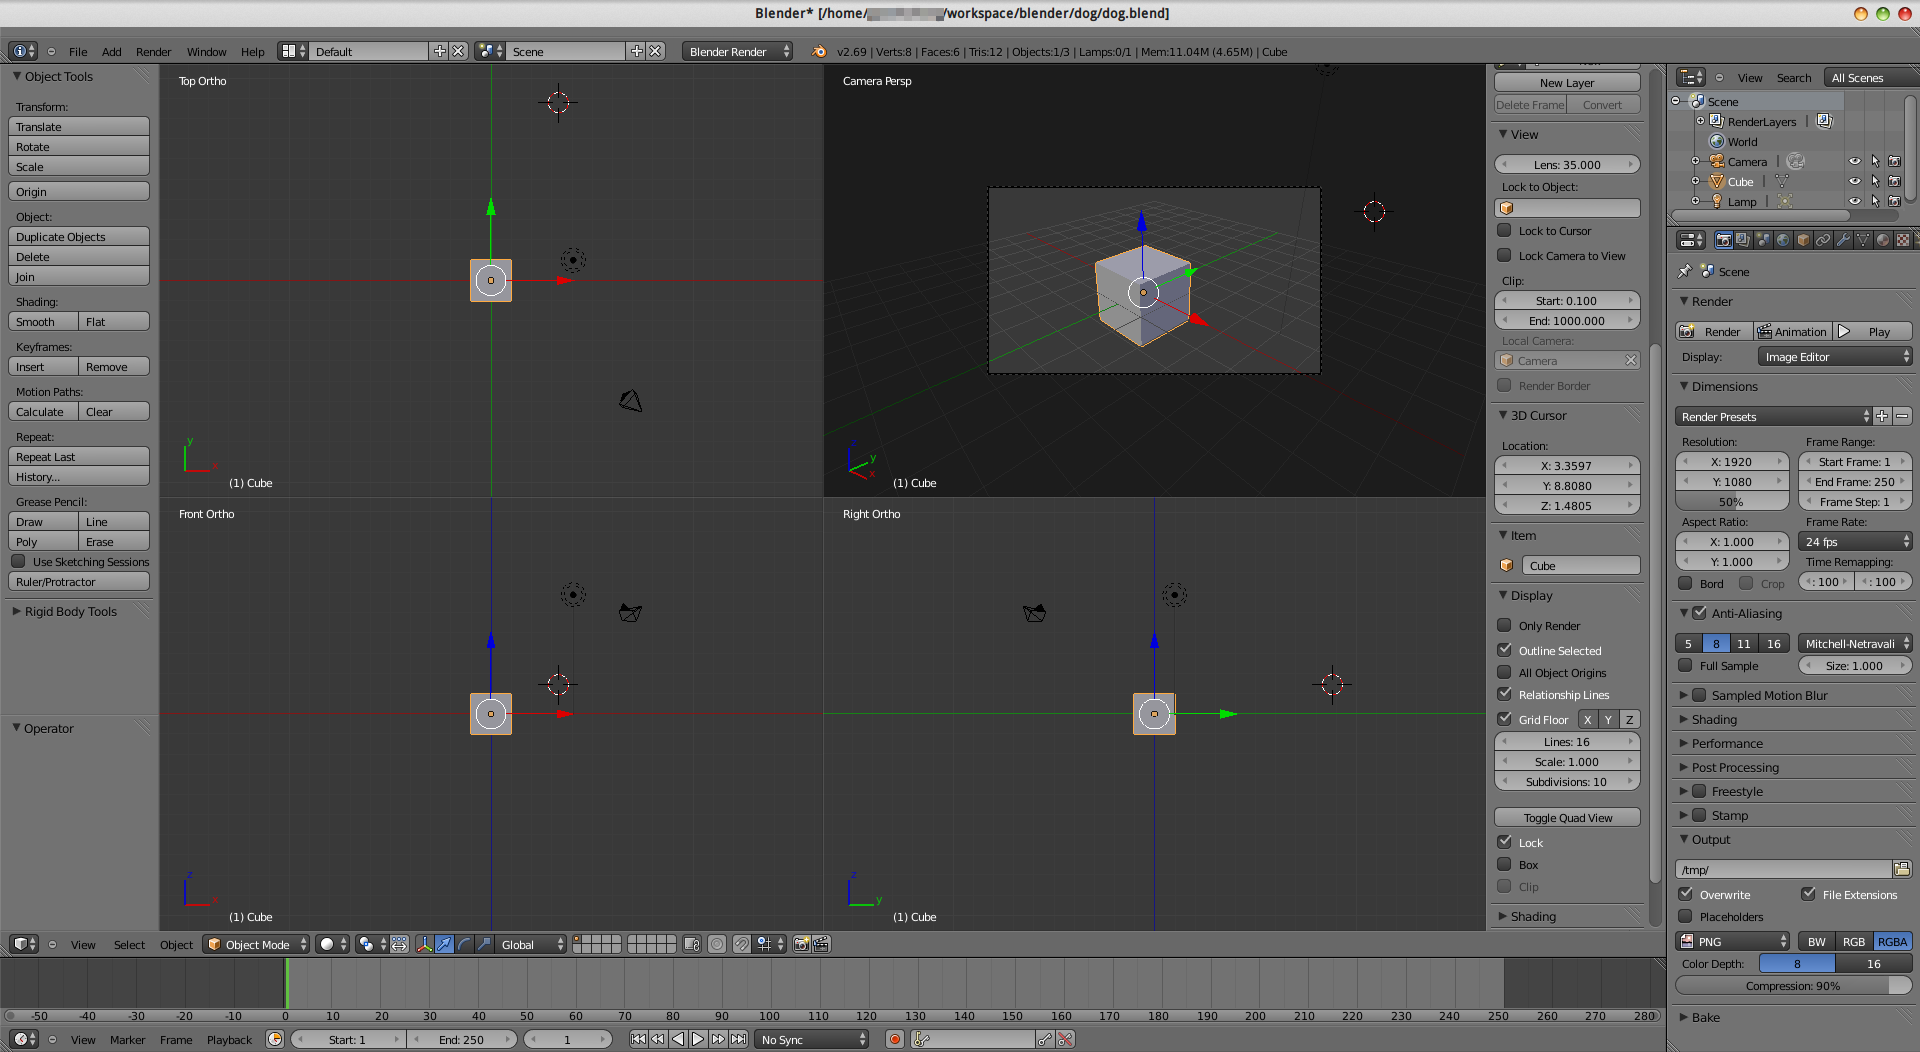 Blender* [/home/ /workspace/blender/dog/dog.blend]
File Add Render Window Help Default Scene Blender Render v2.69 | Verts:8 | Faces:6 | Tris:12 | Objects:1/3 | Lamps:0/1 | Mem:11.04M (4.65M) | Cube
Object Tools
Transform:
Translate
Rotate
Scale
Origin
Object:
Duplicate Objects
Delete
Join
Shading:
Smooth Flat
Keyframes:
Insert Remove
Motion Paths:
Calculate Clear
Repeat:
Repeat Last
History...
Grease Pencil:
Draw Line
Poly Erase
Use Sketching Sessions
Ruler/Protractor
Rigid Body Tools
Operator
Top Ortho
y
x
(1) Cube
Camera Persp
z
y
x
(1) Cube
Front Ortho
z
x
(1) Cube
Right Ortho
z
y
(1) Cube
New Layer
Delete Frame Convert
View
Lens: 35.000
Lock to Object:
Lock to Cursor
Lock Camera to View
Clip:
Start: 0.100
End: 1000.000
Local Camera:
Camera
Render Border
3D Cursor
Location:
X: 3.3597
Y: 8.8080
Z: 1.4805
Item
Cube
Display
Only Render
Outline Selected
All Object Origins
Relationship Lines
Grid Floor X Y Z
Lines: 16
Scale: 1.000
Subdivisions: 10
Toggle Quad View
Lock
Box
Clip
Shading
View Search All Scenes
Scene
RenderLayers |
World
Camera |
Cube |
Lamp |
Scene
Render
Render Animation Play
Display: Image Editor
Dimensions
Render Presets
Resolution: Frame Range:
X: 1920 Start Frame: 1
Y: 1080 End Frame: 250
50% Frame Step: 1
Aspect Ratio: Frame Rate:
X: 1.000 24 fps
Y: 1.000 Time Remapping:
Bord Crop : 100 : 100
Anti-Aliasing
5 8 11 16 Mitchell-Netravali
Full Sample Size: 1.000
Sampled Motion Blur
Shading
Performance
Post Processing
Freestyle
Stamp
Output
/tmp/
Overwrite File Extensions
Placeholders
PNG BW RGB RGBA
Color Depth: 8 16
Compression: 90%
Bake
View Select Object Object Mode Global
-50 -40 -30 -20 -10 0 10 20 30 40 50 60 70 80 90 100 110 120 130 140 150 160 170 180 190 200 210 220 230 240 250 260 270 280
View Marker Frame Playback Start: 1 End: 250 1 No Sync